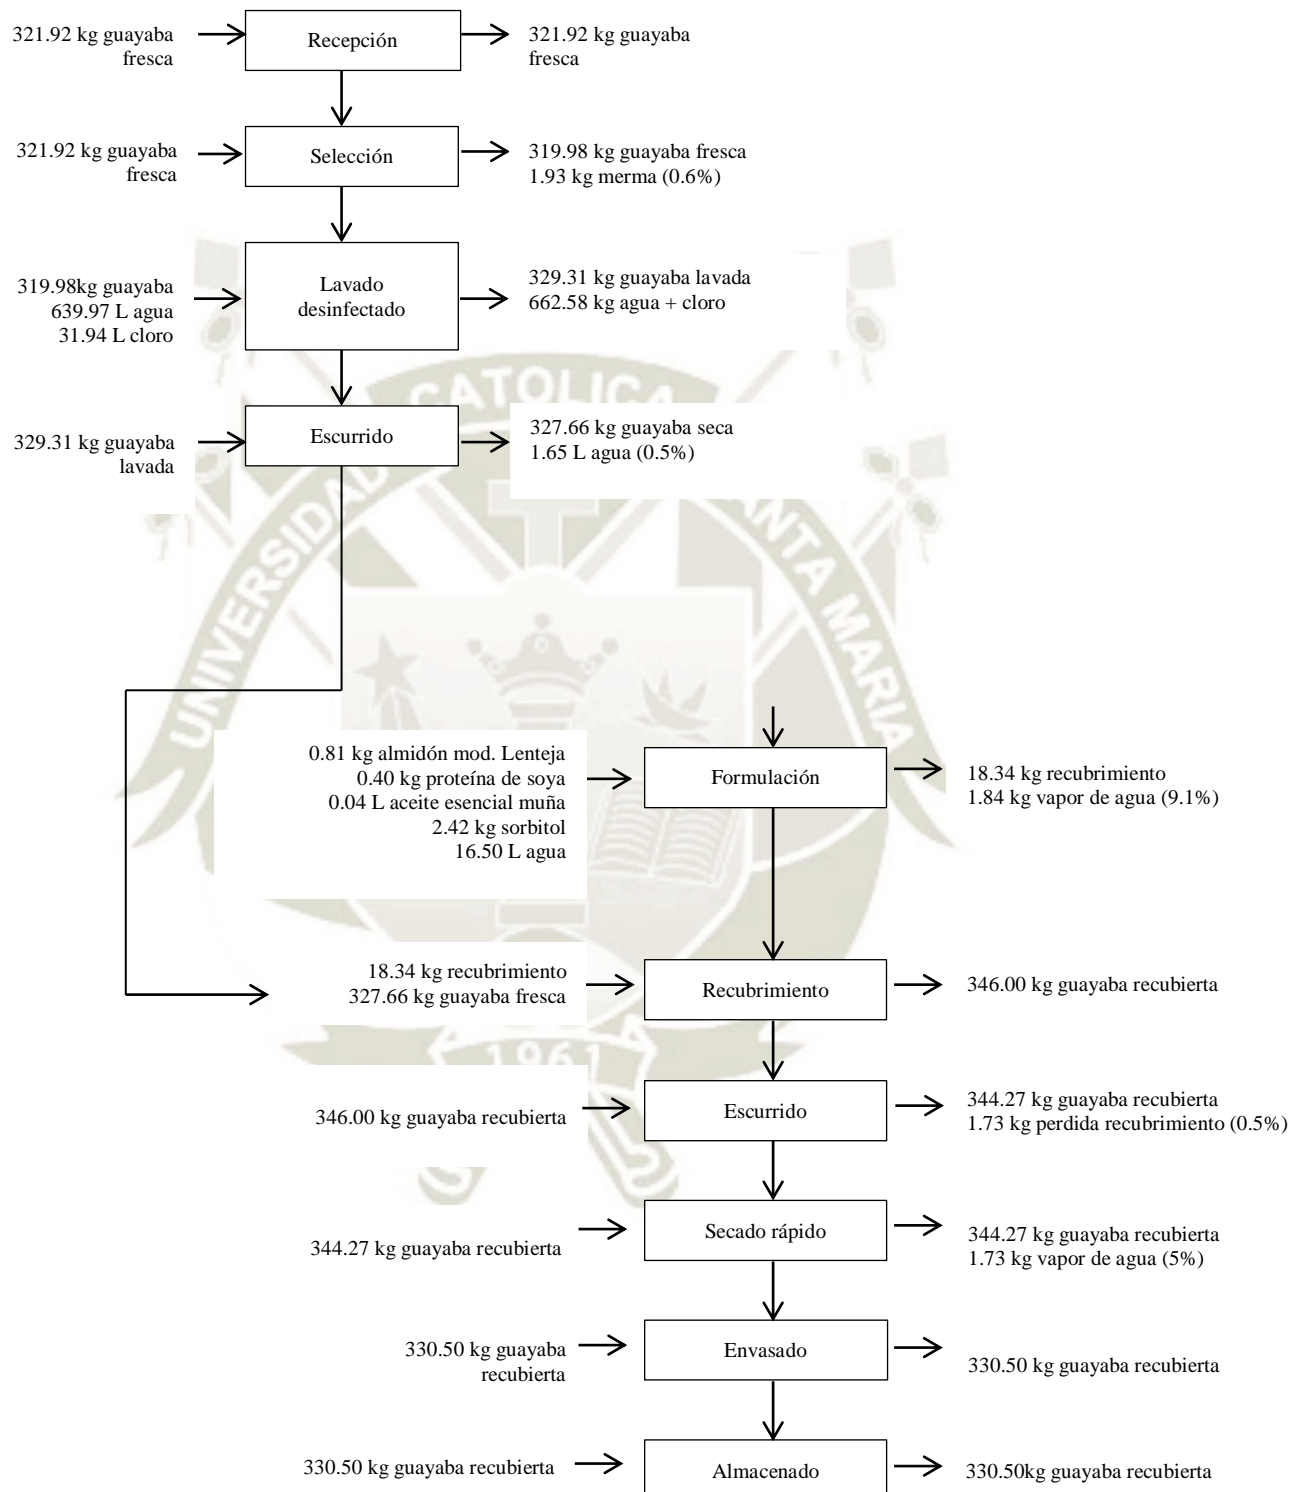 321.92 kg guayaba
fresca
Recepción
321.92 kg guayaba
fresca
321.92 kg guayaba
fresca
Selección
319.98 kg guayaba fresca
1.93 kg merma (0.6%)
319.98kg guayaba
639.97 L agua
31.94 L cloro
Lavado
desinfectado
329.31 kg guayaba lavada
662.58 kg agua + cloro
329.31 kg guayaba
lavada
Escurrido
327.66 kg guayaba seca
1.65 L agua (0.5%)
0.81 kg almidón mod. Lenteja
0.40 kg proteína de soya
0.04 L aceite esencial muña
2.42 kg sorbitol
16.50 L agua
Formulación
18.34 kg recubrimiento
1.84 kg vapor de agua (9.1%)
18.34 kg recubrimiento
327.66 kg guayaba fresca
Recubrimiento
346.00 kg guayaba recubierta
346.00 kg guayaba recubierta
Escurrido
344.27 kg guayaba recubierta
1.73 kg perdida recubrimiento (0.5%)
344.27 kg guayaba recubierta
Secado rápido
344.27 kg guayaba recubierta
1.73 kg vapor de agua (5%)
330.50 kg guayaba
recubierta
Envasado
330.50 kg guayaba recubierta
330.50 kg guayaba recubierta
Almacenado
330.50kg guayaba recubierta
UNIVERSIDAD CATOLICA
ANTA MARIA
1961